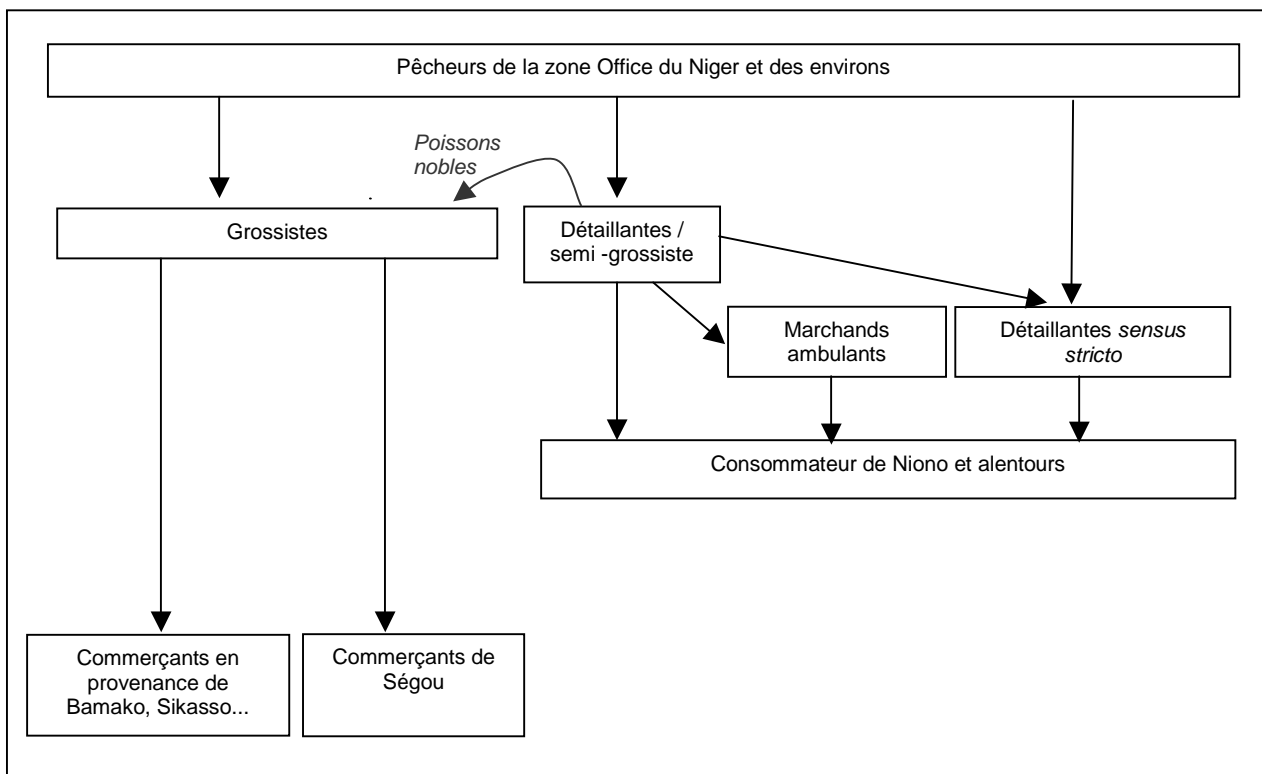 Pêcheurs de la zone Office du Niger et des environs
Poissons
nobles
Grossistes
Détaillantes /
semi -grossiste
Marchands
ambulants
Détaillantes sensus
stricto
Consommateur de Niono et alentours
Commerçants en
provenance de
Bamako, Sikasso...
Commerçants de
Ségou